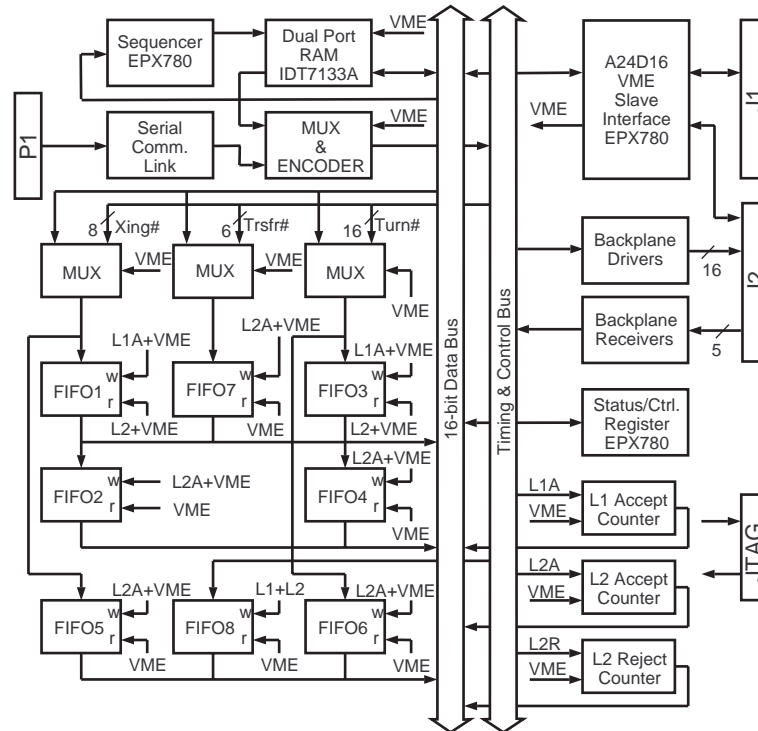 Sequencer
EPX780
Dual Port
RAM
IDT7133A
VME
A24D16
VME
Slave
Interface
EPX780
VME
J1
P1
Serial
Comm.
Link
MUX
&
ENCODER
VME
8
Xing#
6
Trsfr#
16
Turn#
MUX
VME
MUX
VME
MUX
VME
Backplane
Drivers
16
J2
Backplane
Receivers
5
16-bit Data Bus
Timing & Control Bus
L1A+VME
L2A+VME
L1A+VME
FIFO1
w
r
FIFO7
w
r
FIFO3
w
r
L2+VME
VME
L2+VME
Status/Ctrl.
Register
EPX780
FIFO2
w
r
L2A+VME
VME
L2A+VME
FIFO4
w
r
VME
L1A
VME
L1 Accept
Counter
JTAG
L2A
VME
L2 Accept
Counter
L2A+VME
L1+L2
L2A+VME
FIFO5
w
r
FIFO8
w
r
FIFO6
w
r
VME
VME
VME
L2R
VME
L2 Reject
Counter